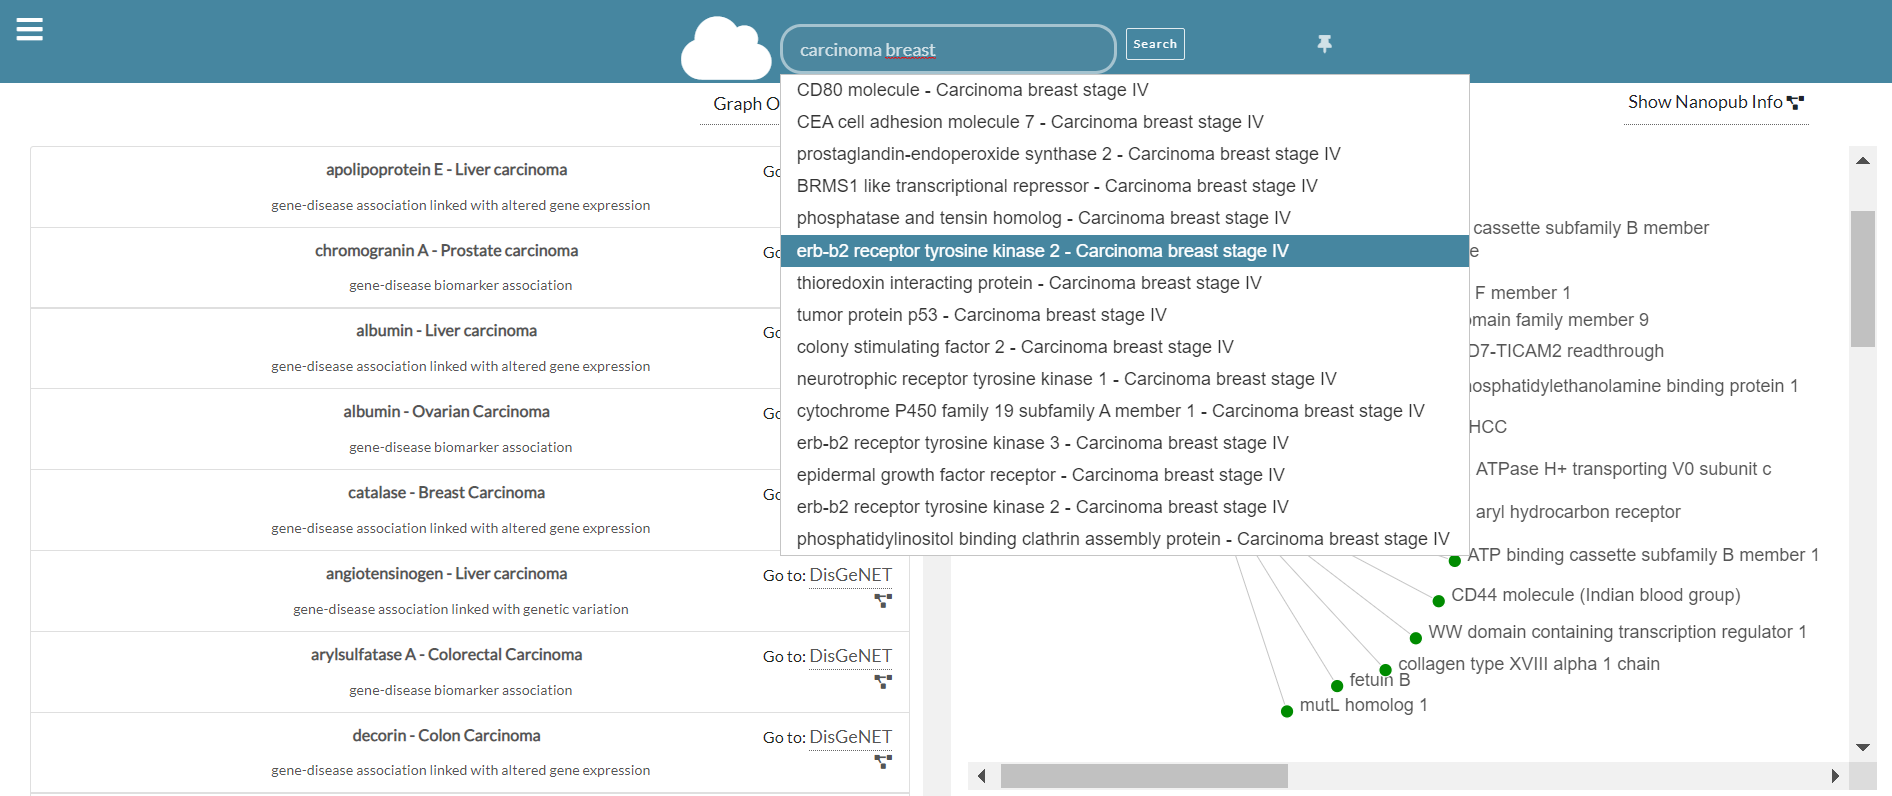 carcinoma breast
Search
Graph O
Show Nanopub Info
CD80 molecule - Carcinoma breast stage IV
CEA cell adhesion molecule 7 - Carcinoma breast stage IV
prostaglandin-endoperoxide synthase 2 - Carcinoma breast stage IV
BRMS1 like transcriptional repressor - Carcinoma breast stage IV
phosphatase and tensin homolog - Carcinoma breast stage IV
erb-b2 receptor tyrosine kinase 2 - Carcinoma breast stage IV
thioredoxin interacting protein - Carcinoma breast stage IV
tumor protein p53 - Carcinoma breast stage IV
colony stimulating factor 2 - Carcinoma breast stage IV
neurotrophic receptor tyrosine kinase 1 - Carcinoma breast stage IV
cytochrome P450 family 19 subfamily A member 1 - Carcinoma breast stage IV
erb-b2 receptor tyrosine kinase 3 - Carcinoma breast stage IV
epidermal growth factor receptor - Carcinoma breast stage IV
erb-b2 receptor tyrosine kinase 2 - Carcinoma breast stage IV
phosphatidylinositol binding clathrin assembly protein - Carcinoma breast stage IV
apolipoprotein E - Liver carcinoma
Go
gene-disease association linked with altered gene expression
chromogranin A - Prostate carcinoma
Go
gene-disease biomarker association
albumin - Liver carcinoma
Go
gene-disease association linked with altered gene expression
albumin - Ovarian Carcinoma
Go
gene-disease biomarker association
catalase - Breast Carcinoma
Go
gene-disease association linked with altered gene expression
angiotensinogen - Liver carcinoma
Go to: DisGeNET
gene-disease association linked with genetic variation
arylsulfatase A - Colorectal Carcinoma
Go to: DisGeNET
gene-disease biomarker association
decorin - Colon Carcinoma
Go to: DisGeNET
gene-disease association linked with altered gene expression
cassette subfamily B member
e
F member 1
main family member 9
D7-TICAM2 readthrough
osphatidylethanolamine binding protein 1
HCC
ATPase H+ transporting V0 subunit c
aryl hydrocarbon receptor
ATP binding cassette subfamily B member 1
CD44 molecule (Indian blood group)
WW domain containing transcription regulator 1
collagen type XVIII alpha 1 chain
fetuin B
mutL homolog 1